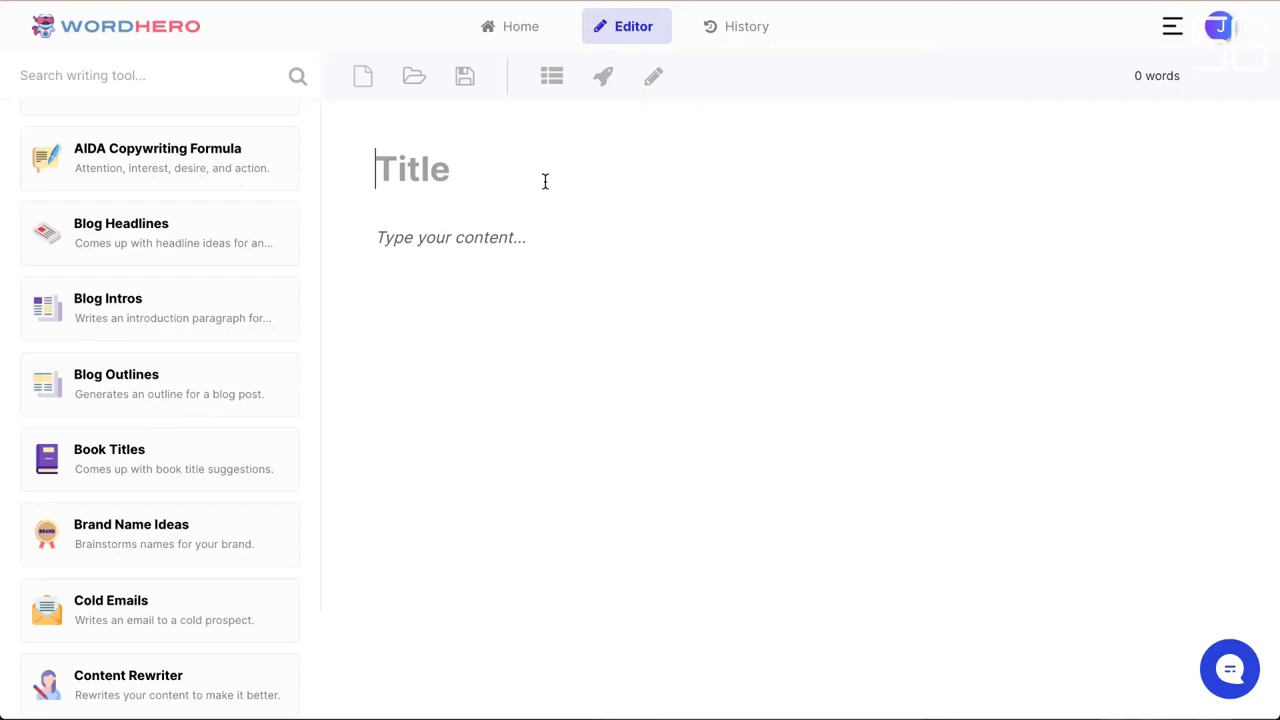 WORDHERO
Home
Editor
History
J
Search writing tool...
0 words
AIDA Copywriting Formula
Attention, interest, desire, and action.
Blog Headlines
Comes up with headline ideas for an...
Blog Intros
Writes an introduction paragraph for...
Blog Outlines
Generates an outline for a blog post.
Book Titles
Comes up with book title suggestions.
BRAND
Brand Name Ideas
Brainstorms names for your brand.
Cold Emails
Writes an email to a cold prospect.
Content Rewriter
Rewrites your content to make it better.
Title
Type your content...